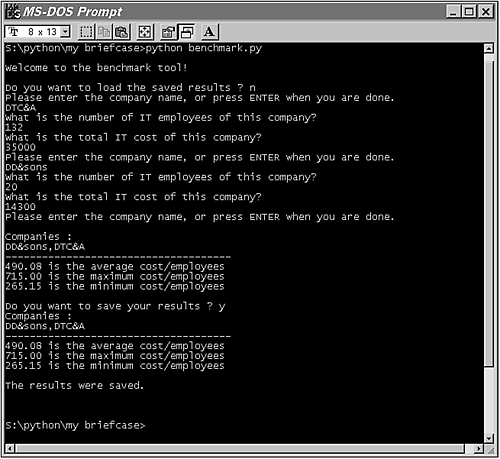 MS-DOS Prompt
8 x 13
A
S:\python\my briefcase>python benchmark.py
Welcome to the benchmark tool!
Do you want to load the saved results ? n
Please enter the company name, or press ENTER when you are done.
DTC&A
What is the number of IT employees of this company?
132
What is the total IT cost of this company?
35000
Please enter the company name, or press ENTER when you are done.
DD&sons
What is the number of IT employees of this company?
20
What is the total IT cost of this company?
14300
Please enter the company name, or press ENTER when you are done.
Companies :
DD&sons,DTC&A
-------------------------------------
490.08 is the average cost/employees
715.00 is the maximum cost/employees
265.15 is the minimum cost/employees
Do you want to save your results ? y
Companies :
DD&sons,DTC&A
-------------------------------------
490.08 is the average cost/employees
715.00 is the maximum cost/employees
265.15 is the minimum cost/employees
The results were saved.
S:\python\my briefcase>